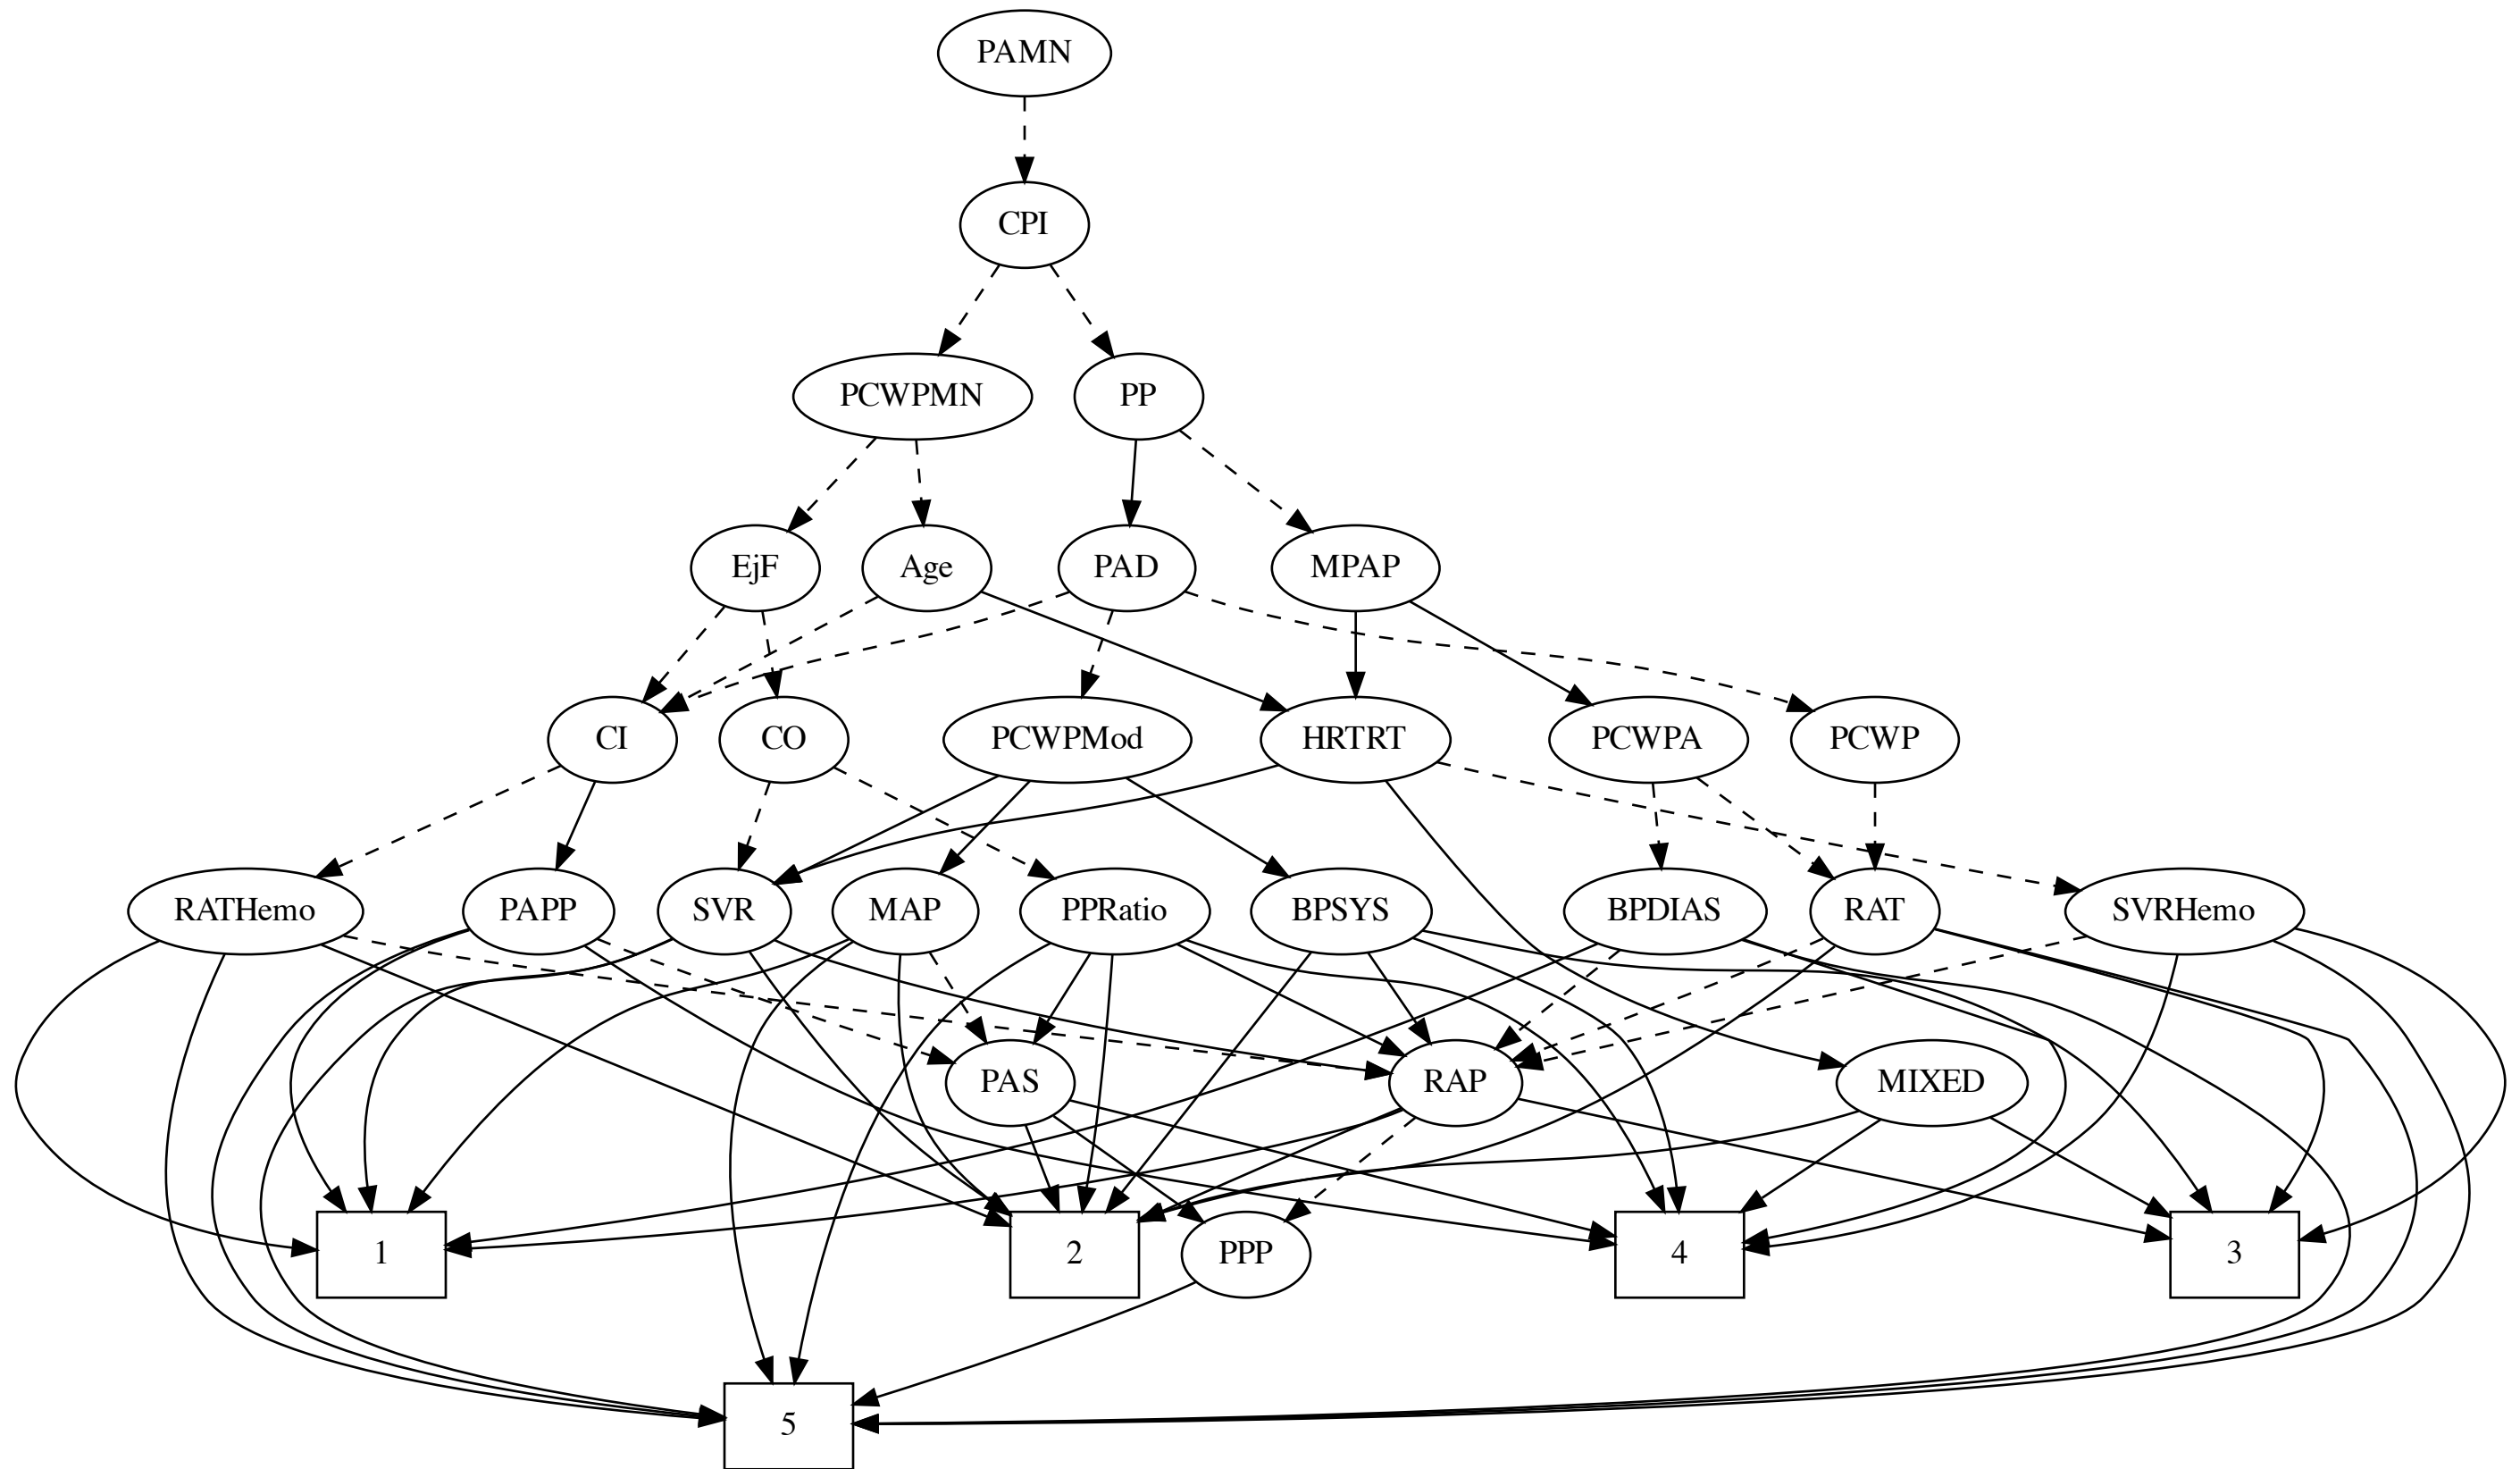 PAMN
CPI
PCWPMN
PP
EjF
Age
PAD
MPAP
CI
CO
PCWPMod
HRTRT
PCWPA
PCWP
RATHemo
PAPP
SVR
MAP
PPRatio
BPSYS
BPDIAS
RAT
SVRHemo
PAS
RAP
MIXED
1
2
PPP
4
3
5